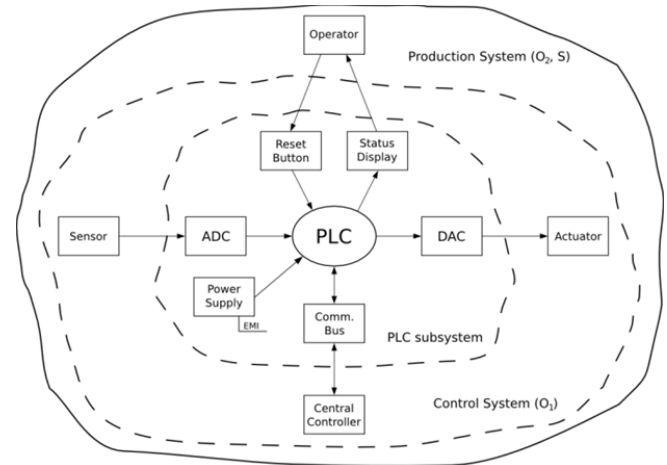 Operator
Production System (O₂, S)
Reset
Button
Status
Display
Sensor
ADC
PLC
DAC
Actuator
Power
Supply
EMI
Comm.
Bus
PLC subsystem
Central
Controller
Control System (O₁)